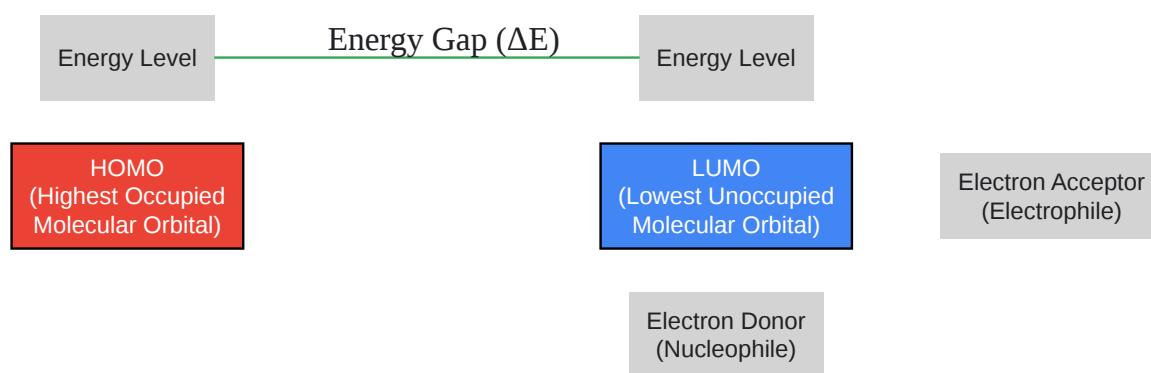 Energy Level
Energy Gap (ΔE)
Energy Level
HOMO
(Highest Occupied
Molecular Orbital)
LUMO
(Lowest Unoccupied
Molecular Orbital)
Electron Acceptor
(Electrophile)
Electron Donor
(Nucleophile)